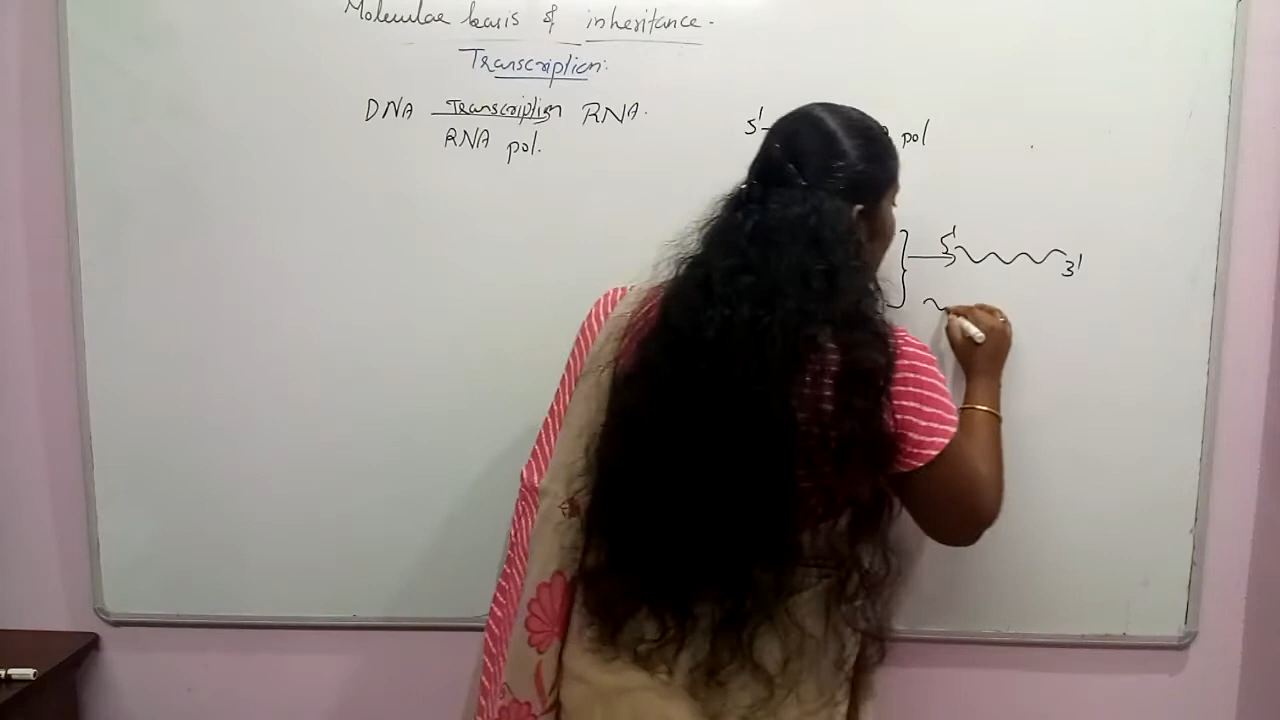 Molecular basis of inheritance.
Transcription:
DNA Transcription RNA.
RNA pol.
5' pol
5' 3'